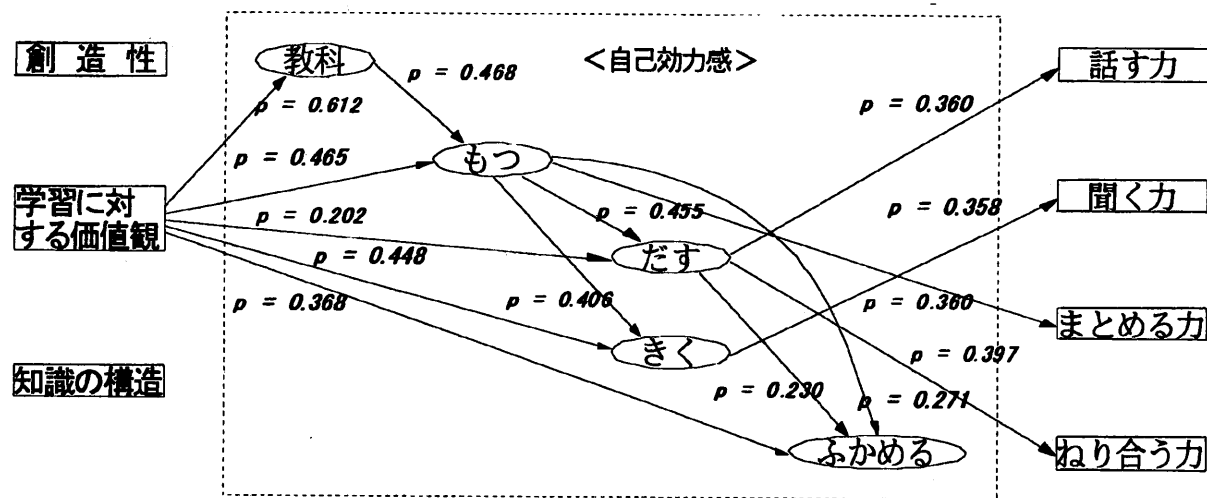 創造性
教科
<自己効力感>
話す力
p = 0.468
p = 0.612
p = 0.360
もつ
p = 0.465
学習に対
する価値観
聞く力
p = 0.202
p = 0.455
p = 0.358
だす
p = 0.448
p = 0.368
p = 0.406
p = 0.360
まとめる力
きく
p = 0.397
知識の構造
p = 0.230
p = 0.271
ふかめる
ねり合う力